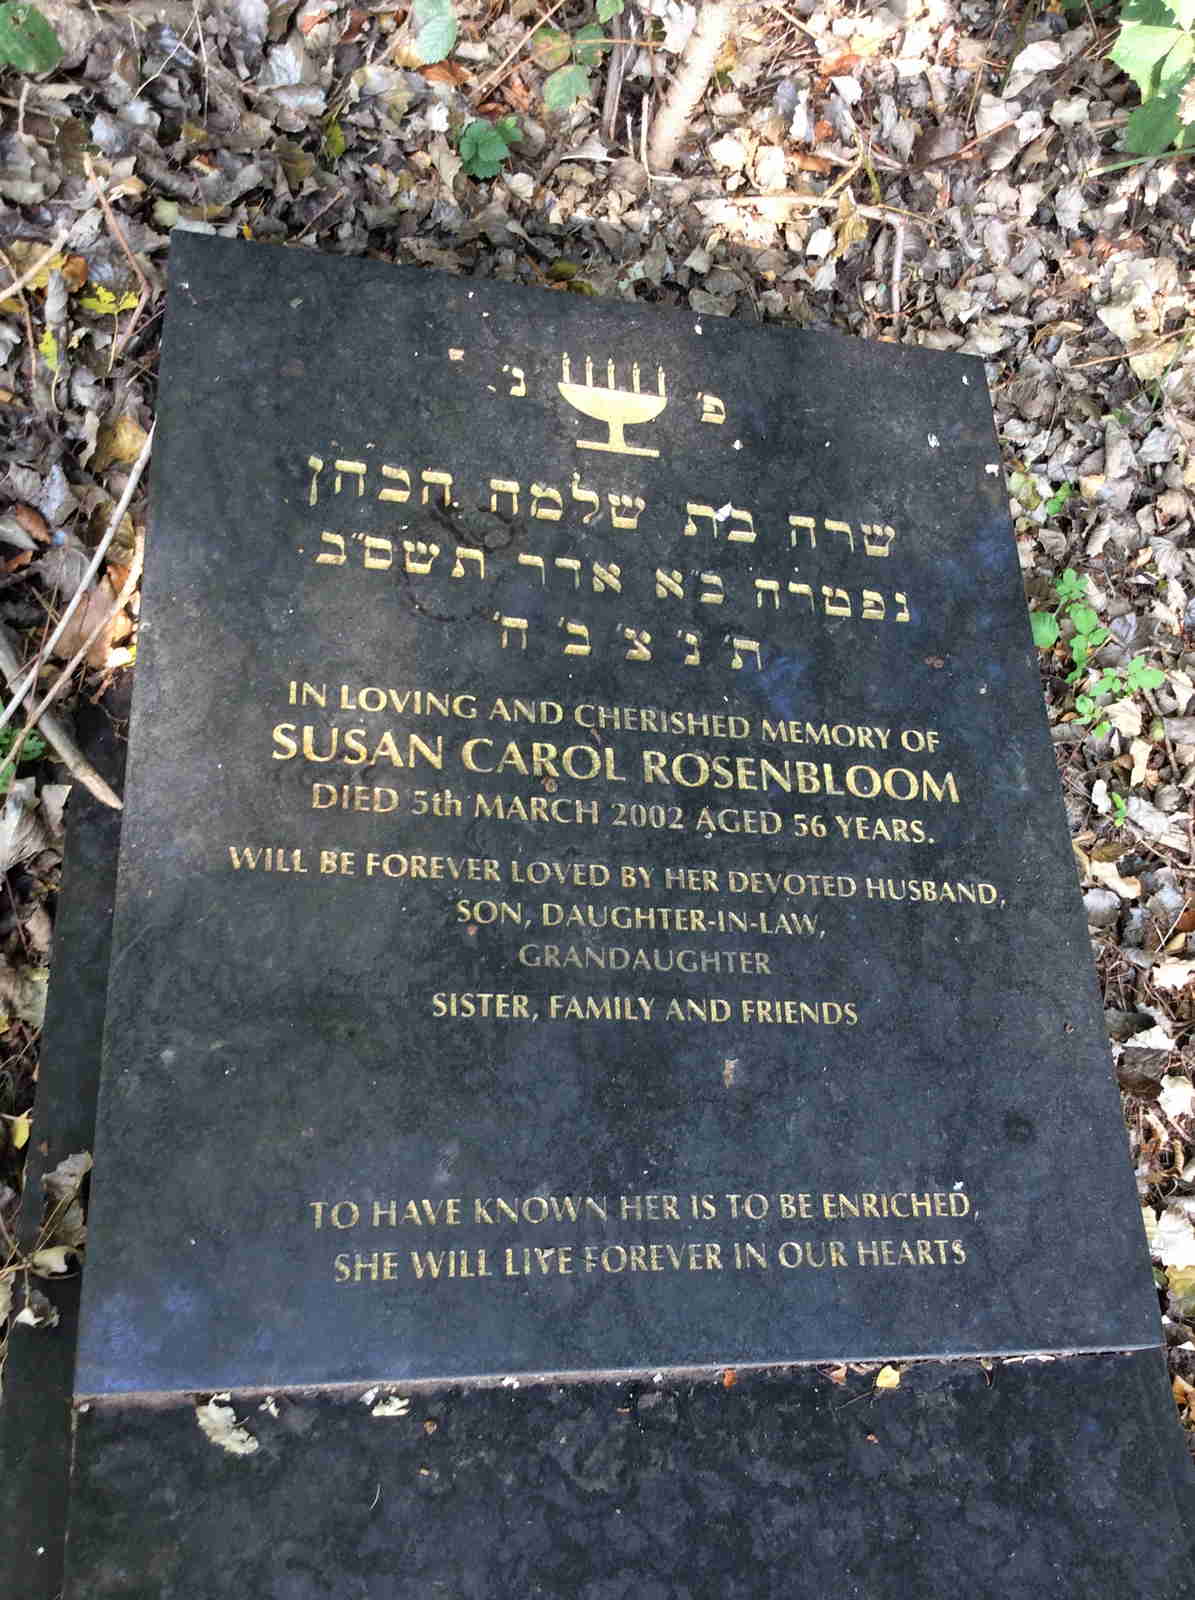 פ' נ'
שרה בת שלמה הכהן
נפטרה כ״א אדר תשס״ב
ת' נ' צ' ב' ה'
IN LOVING AND CHERISHED MEMORY OF
SUSAN CAROL ROSENBLOOM
DIED 5th MARCH 2002 AGED 56 YEARS.
WILL BE FOREVER LOVED BY HER DEVOTED HUSBAND,
SON, DAUGHTER-IN-LAW,
GRANDAUGHTER
SISTER, FAMILY AND FRIENDS
TO HAVE KNOWN HER IS TO BE ENRICHED,
SHE WILL LIVE FOREVER IN OUR HEARTS